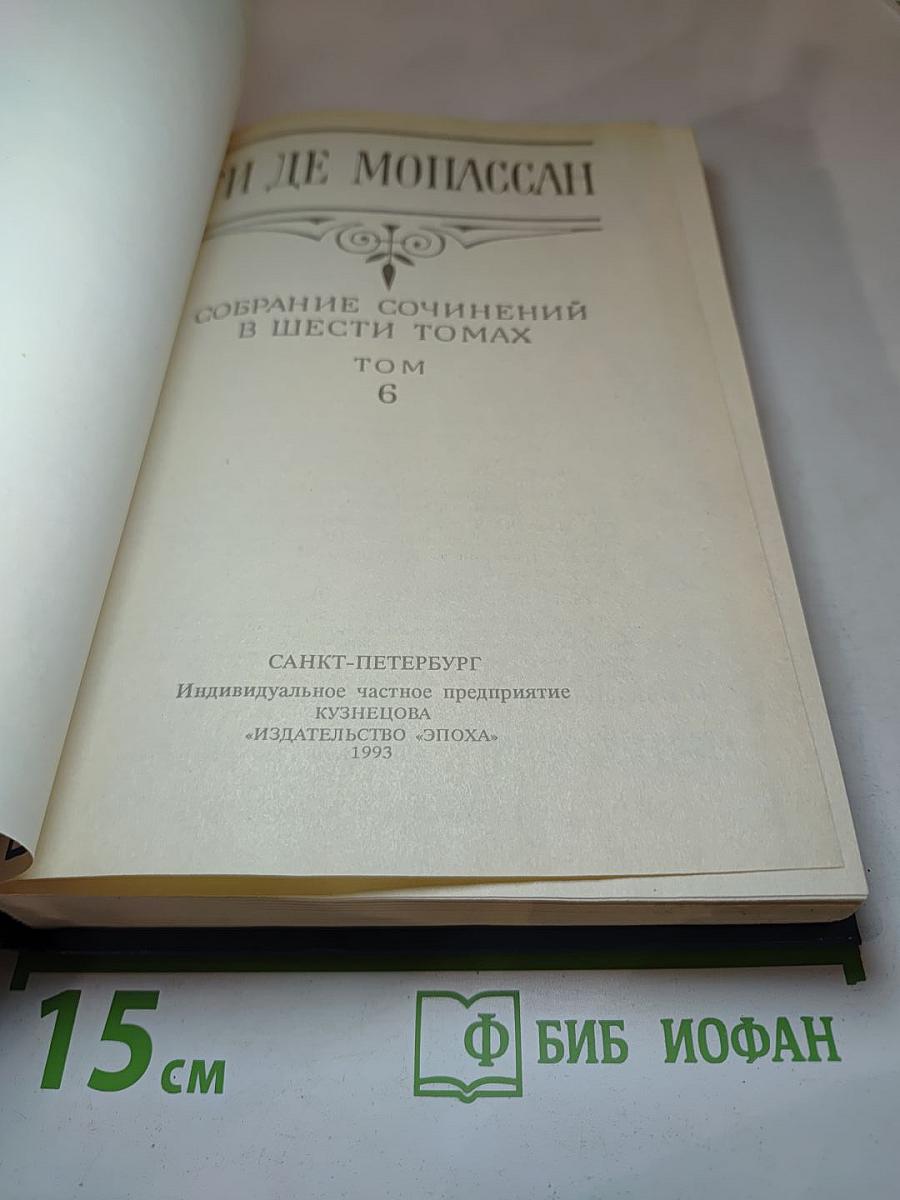 ГИ ДЕ МОПАССАН
СОБРАНИЕ СОЧИНЕНИЙ
В ШЕСТИ ТОМАХ
ТОМ
6
САНКТ-ПЕТЕРБУРГ
Индивидуальное частное предприятие
КУЗНЕЦОВА
«ИЗДАТЕЛЬСТВО «ЭПОХА»
1993
15 см
Ф БИБ ИОФАН